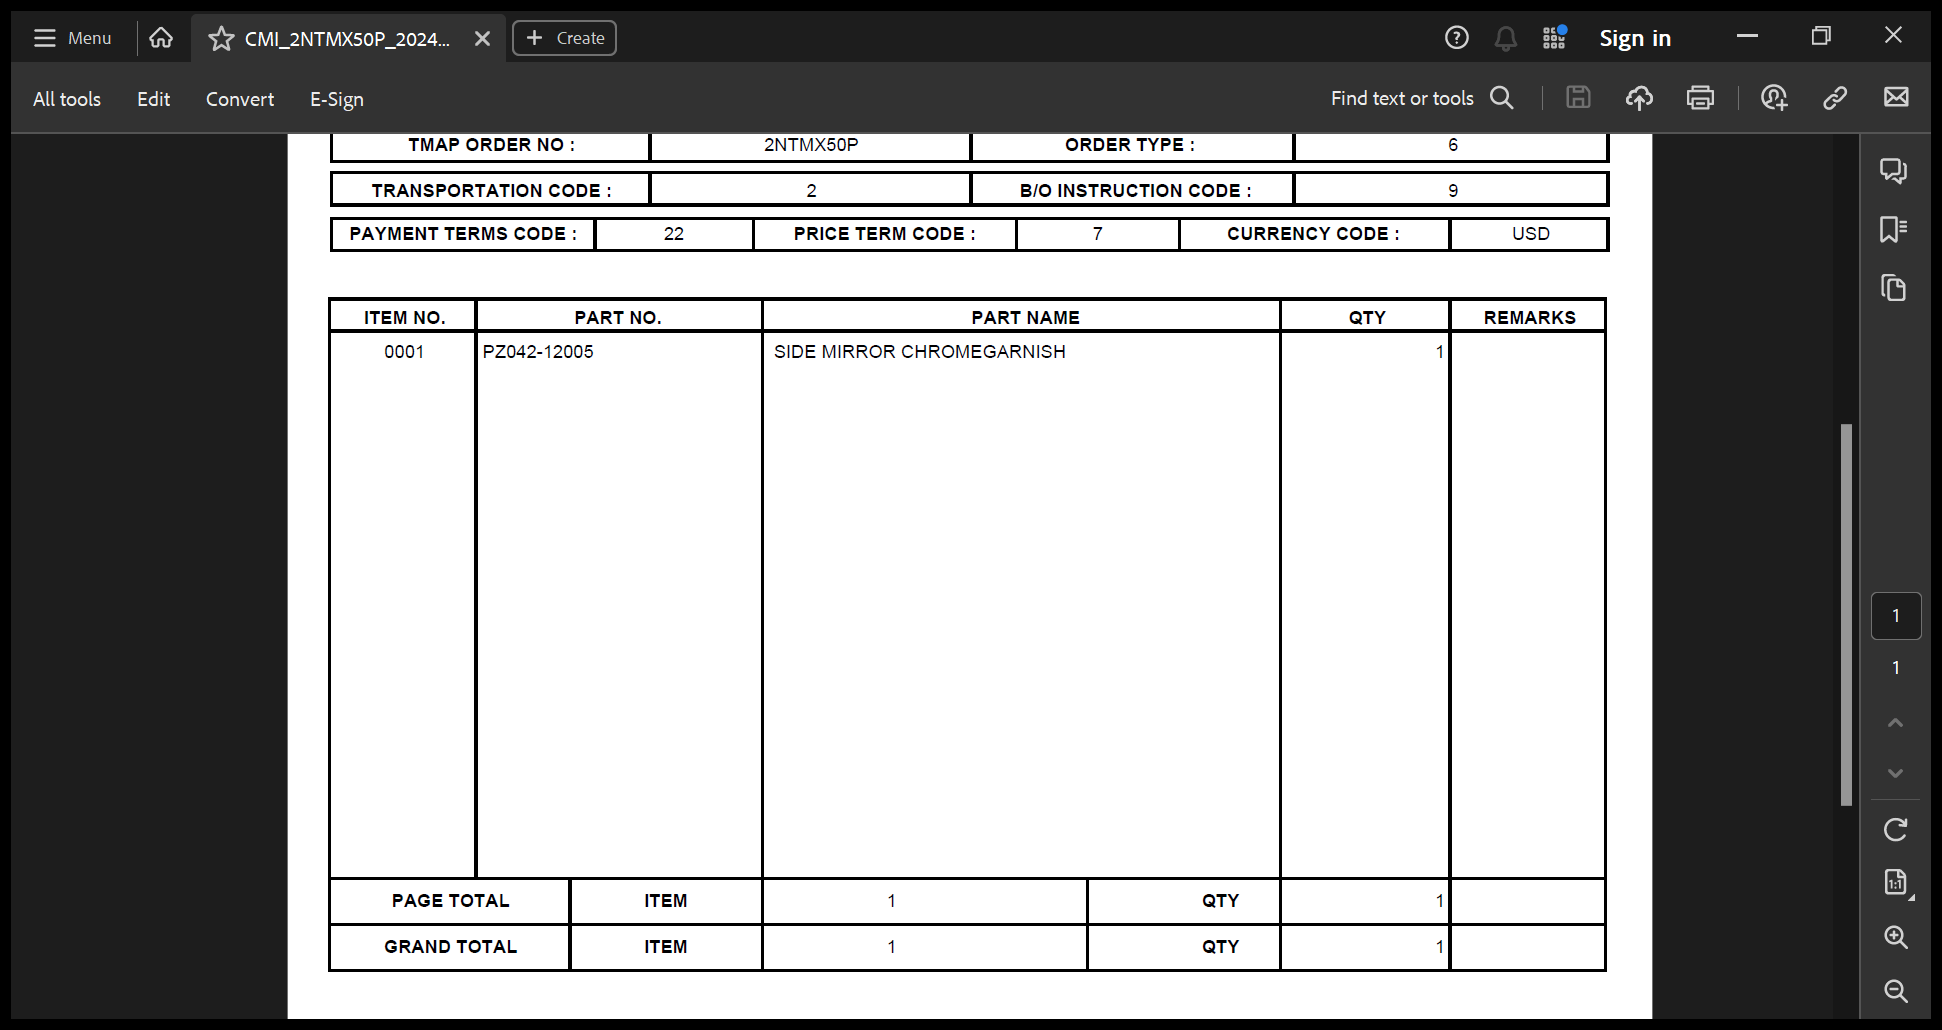 Menu CMI_2NTMX50P_2024... Create Sign in
All tools Edit Convert E-Sign Find text or tools
TMAP ORDER NO : 2NTMX50P ORDER TYPE : 6
TRANSPORTATION CODE : 2 B/O INSTRUCTION CODE : 9
PAYMENT TERMS CODE : 22 PRICE TERM CODE : 7 CURRENCY CODE : USD
ITEM NO. PART NO. PART NAME QTY REMARKS
0001 PZ042-12005 SIDE MIRROR CHROMEGARNISH 1
PAGE TOTAL ITEM 1 QTY 1
GRAND TOTAL ITEM 1 QTY 1
1
1
1:1